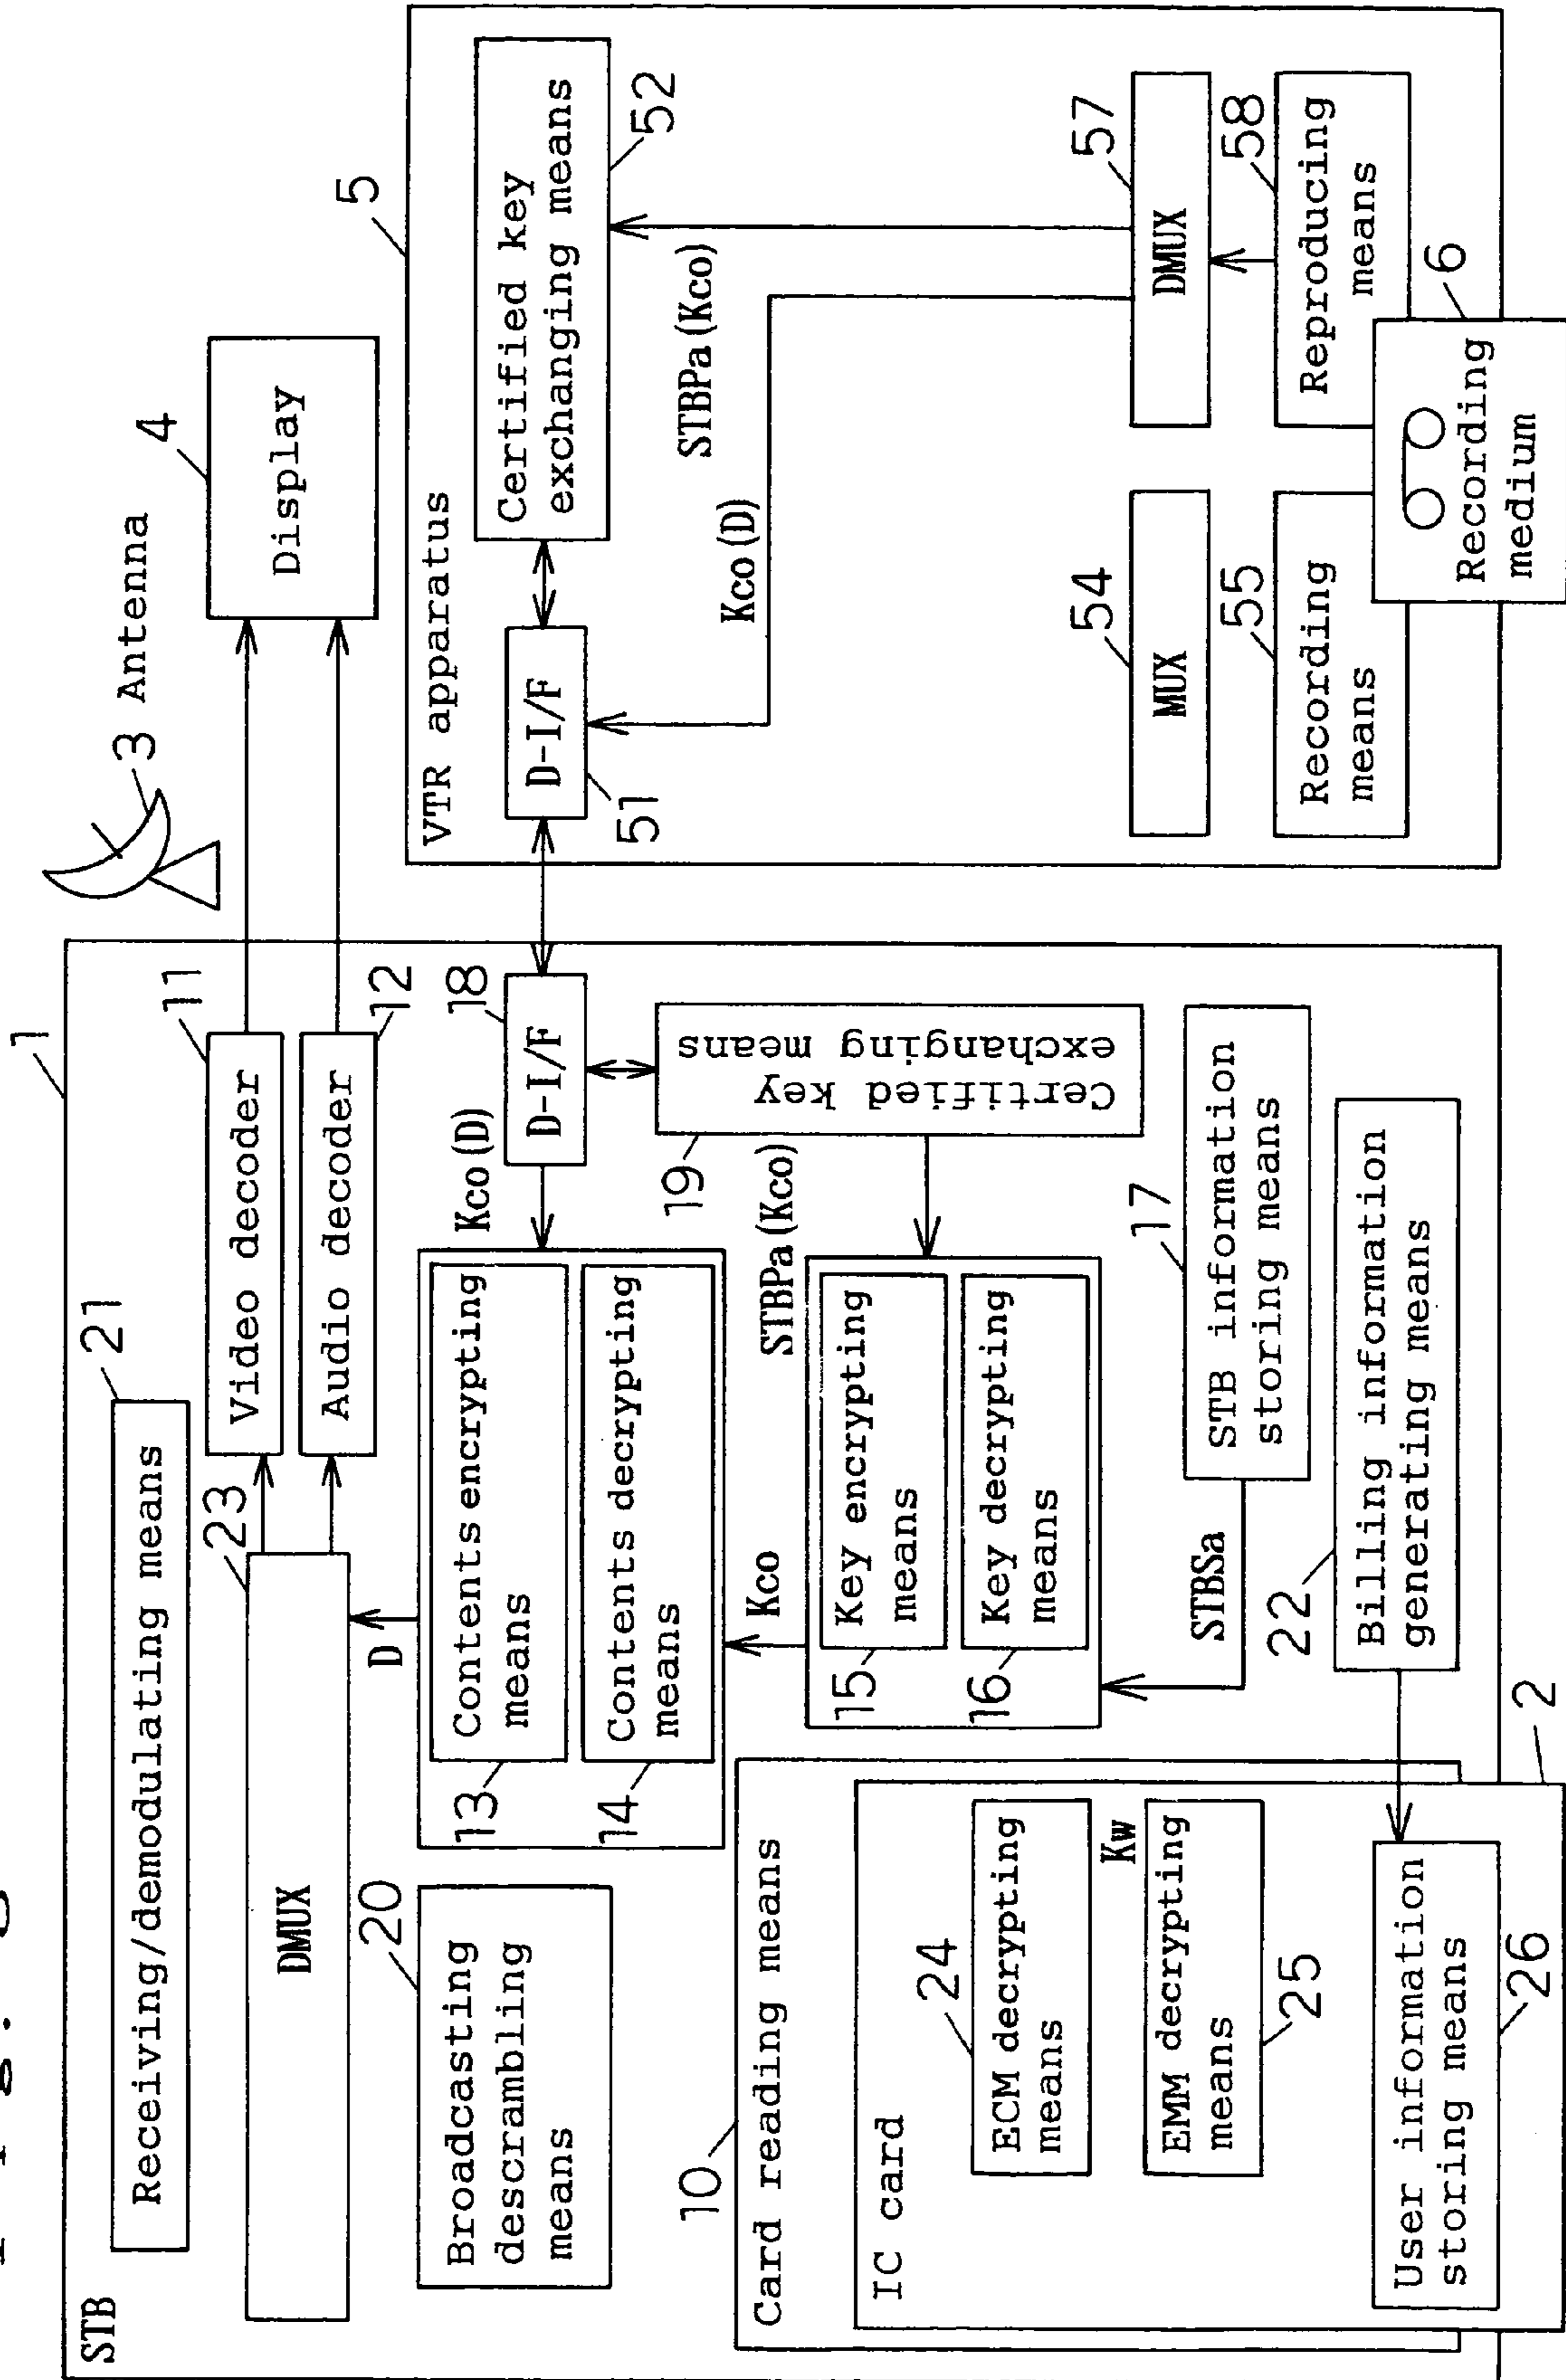 STB
1
Receiving/demodulating means
21
3 Antenna
4
Display
DMUX
23
Video decoder
11
Audio decoder
12
5
VTR apparatus
20
Broadcasting
descrambling
means
D
Contents encrypting
means
13
Contents decrypting
means
14
Kco(D)
18
D-I/F
D-I/F
51
Certified key
exchanging means
52
Kco(D)
STBPa(Kco)
Certified key
exchanging means
19
STBPa(Kco)
Kco
Key encrypting
means
15
Key decrypting
means
16
STBSa
17
STB information
storing means
22
Billing information
generating means
10
Card reading means
IC card
2
24
ECM decrypting
means
Kw
EMM decrypting
means
25
User information
storing means
26
54
MUX
57
DMUX
55
Recording
means
58
Reproducing
means
6
Recording
medium